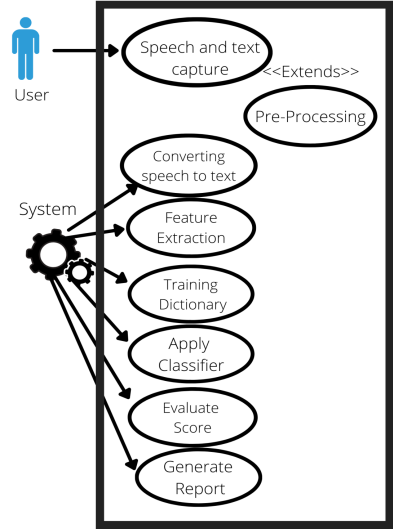 Speech and text
capture
<<Extends>>
User
Pre-Processing
Converting
speech to text
System
Feature
Extraction
Training
Dictionary
Apply
Classifier
Evaluate
Score
Generate
Report